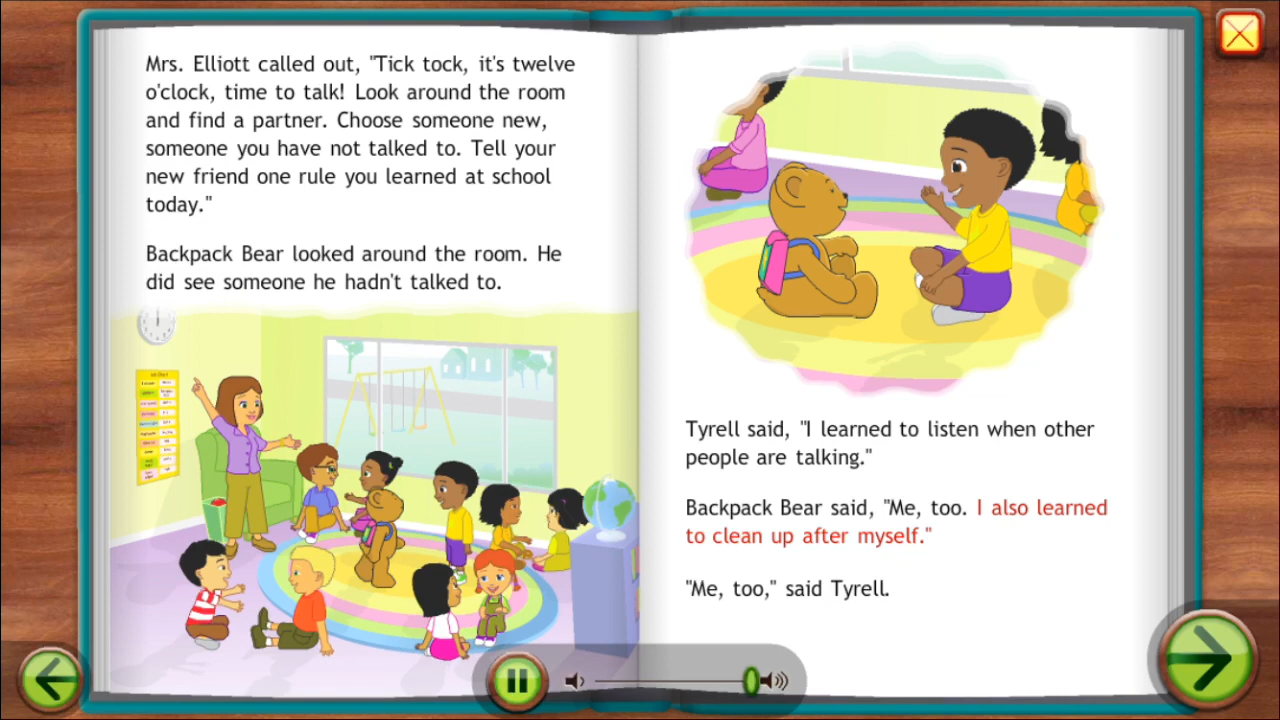 Mrs. Elliott called out, "Tick tock, it's twelve
o'clock, time to talk! Look around the room
and find a partner. Choose someone new,
someone you have not talked to. Tell your
new friend one rule you learned at school
today."
Backpack Bear looked around the room. He
did see someone he hadn't talked to.
Tyrell said, "I learned to listen when other
people are talking."
Backpack Bear said, "Me, too. I also learned
to clean up after myself."
"Me, too," said Tyrell.